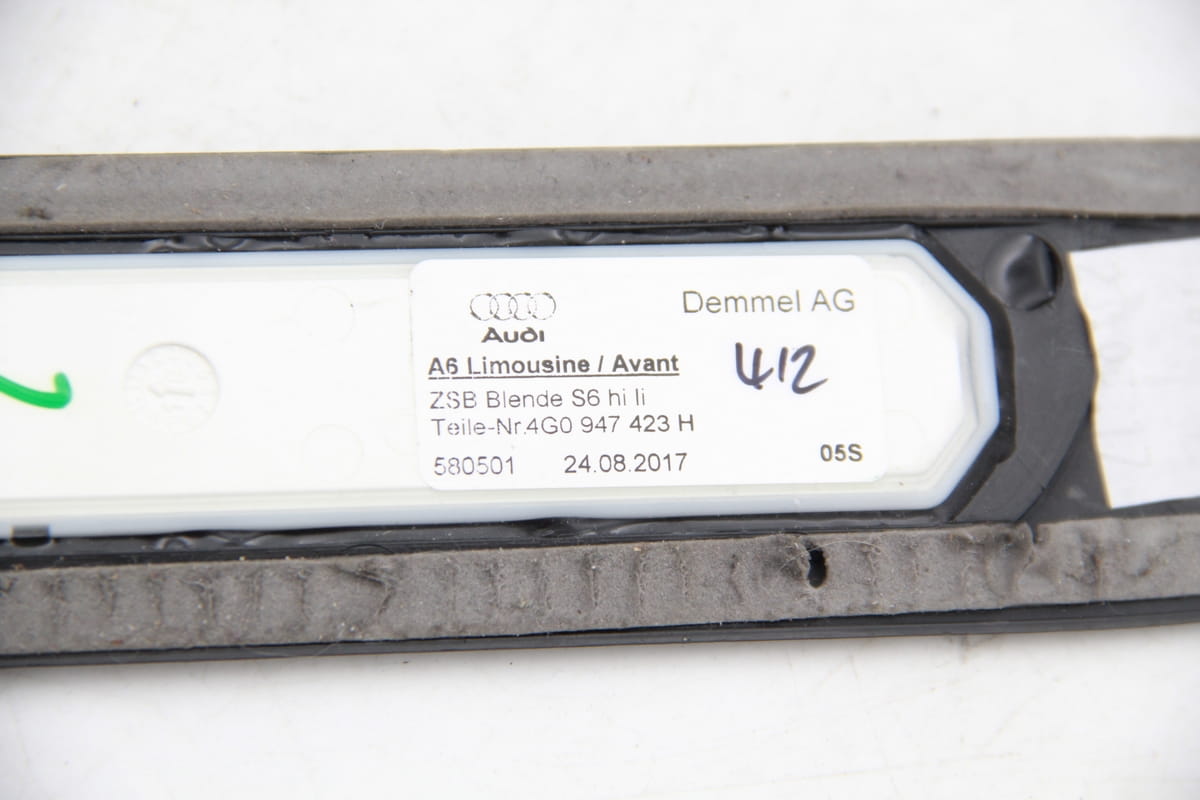 Audi
Demmel AG
A6 Limousine / Avant
412
ZSB Blende S6 hi li
Teile-Nr.4G0 947 423 H
580501 24.08.2017 05S